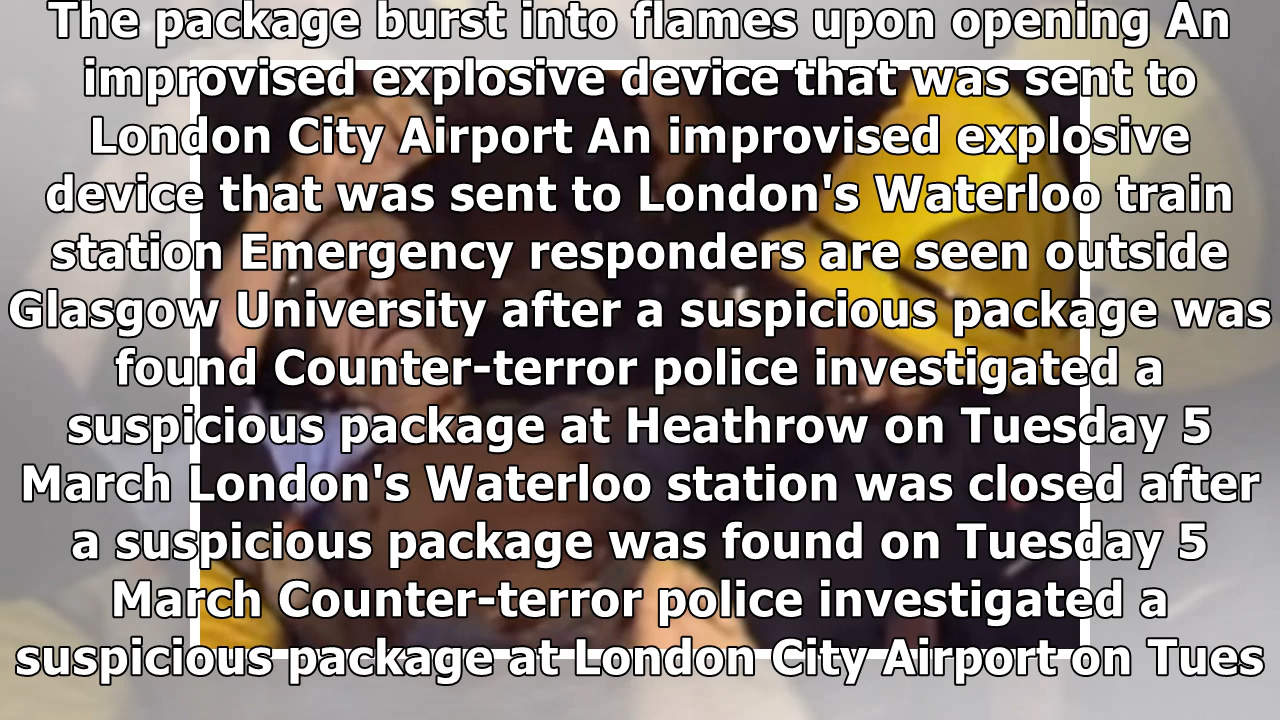 The package burst into flames upon opening An
improvised explosive device that was sent to
London City Airport An improvised explosive
device that was sent to London's Waterloo train
station Emergency responders are seen outside
Glasgow University after a suspicious package was
found Counter-terror police investigated a
suspicious package at Heathrow on Tuesday 5
March London's Waterloo station was closed after
a suspicious package was found on Tuesday 5
March Counter-terror police investigated a
suspicious package at London City Airport on Tues